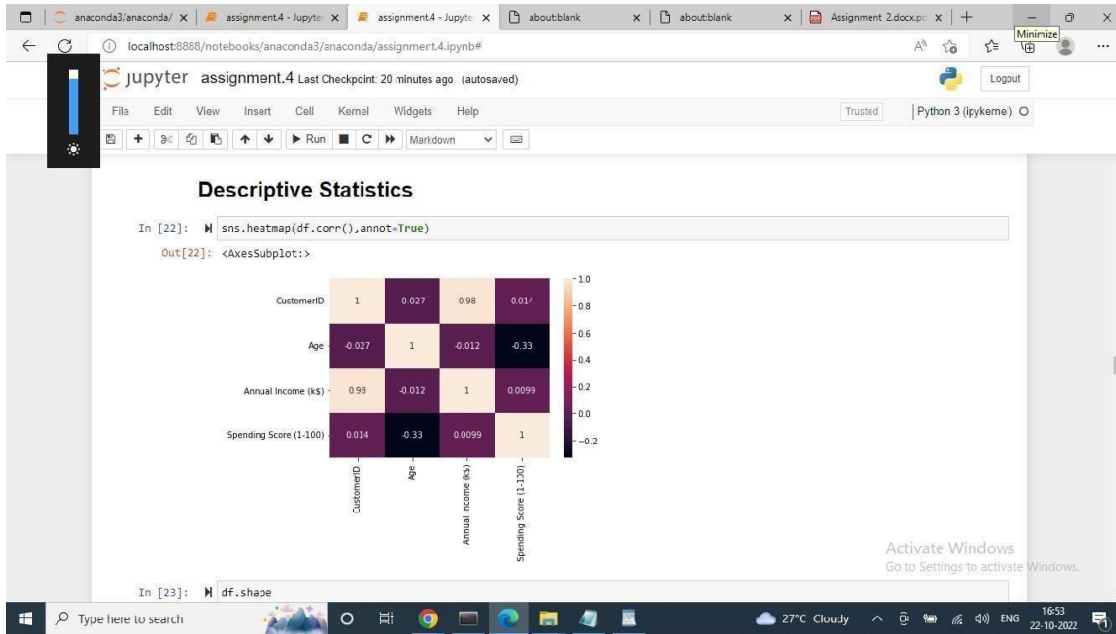 anaconda3/anaconda/
assignment.4 - Jupyter
assignment.4 - Jupyte
about:blank
about:blank
Assignment 2.docx.pd
Minimize
localhost:8888/notebooks/anaconda3/anaconda/assignment.4.ipynb#
jupyter assignment.4 Last Checkpoint: 20 minutes ago (autosaved)
Logout
File Edit View Insert Cell Kernel Widgets Help
Trusted
Python 3 (ipykernel)
Run
Markdown
Descriptive Statistics
In [22]: sns.heatmap(df.corr(),annot=True)
Out[22]: <AxesSubplot:>
CustomerID 1 0.027 0.98 0.014
Age -0.027 1 -0.012 -0.33
Annual Income (k$) 0.98 -0.012 1 0.0099
Spending Score (1-100) 0.014 -0.33 0.0099 1
1.0
0.8
0.6
0.4
0.2
0.0
-0.2
CustomerID
Age
Annual Income (k$)
Spending Score (1-100)
Activate Windows
Go to Settings to activate Windows.
In [23]: df.shape
Type here to search
27°C Cloudy
ENG
16:53
22-10-2022